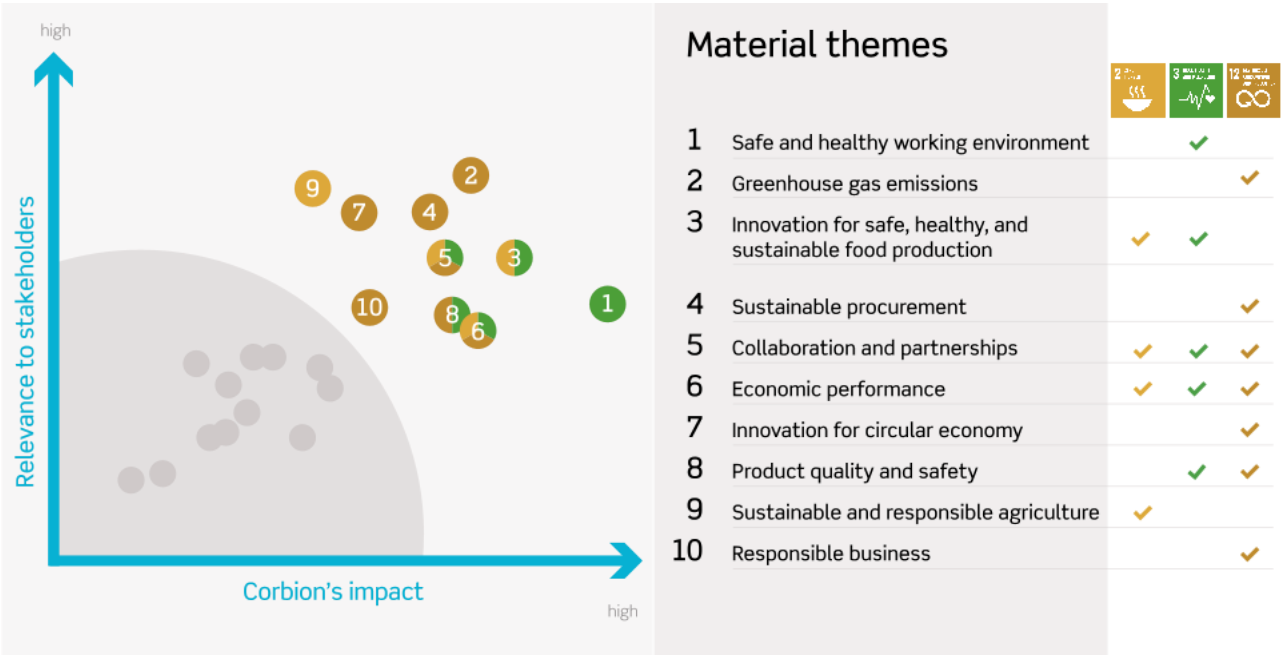 high
Relevance to stakeholders
9
2
7
4
5
3
10
8
6
1
Corbion's impact
high
Material themes
2
3
12
1 Safe and healthy working environment
2 Greenhouse gas emissions
3 Innovation for safe, healthy, and
sustainable food production
4 Sustainable procurement
5 Collaboration and partnerships
6 Economic performance
7 Innovation for circular economy
8 Product quality and safety
9 Sustainable and responsible agriculture
10 Responsible business